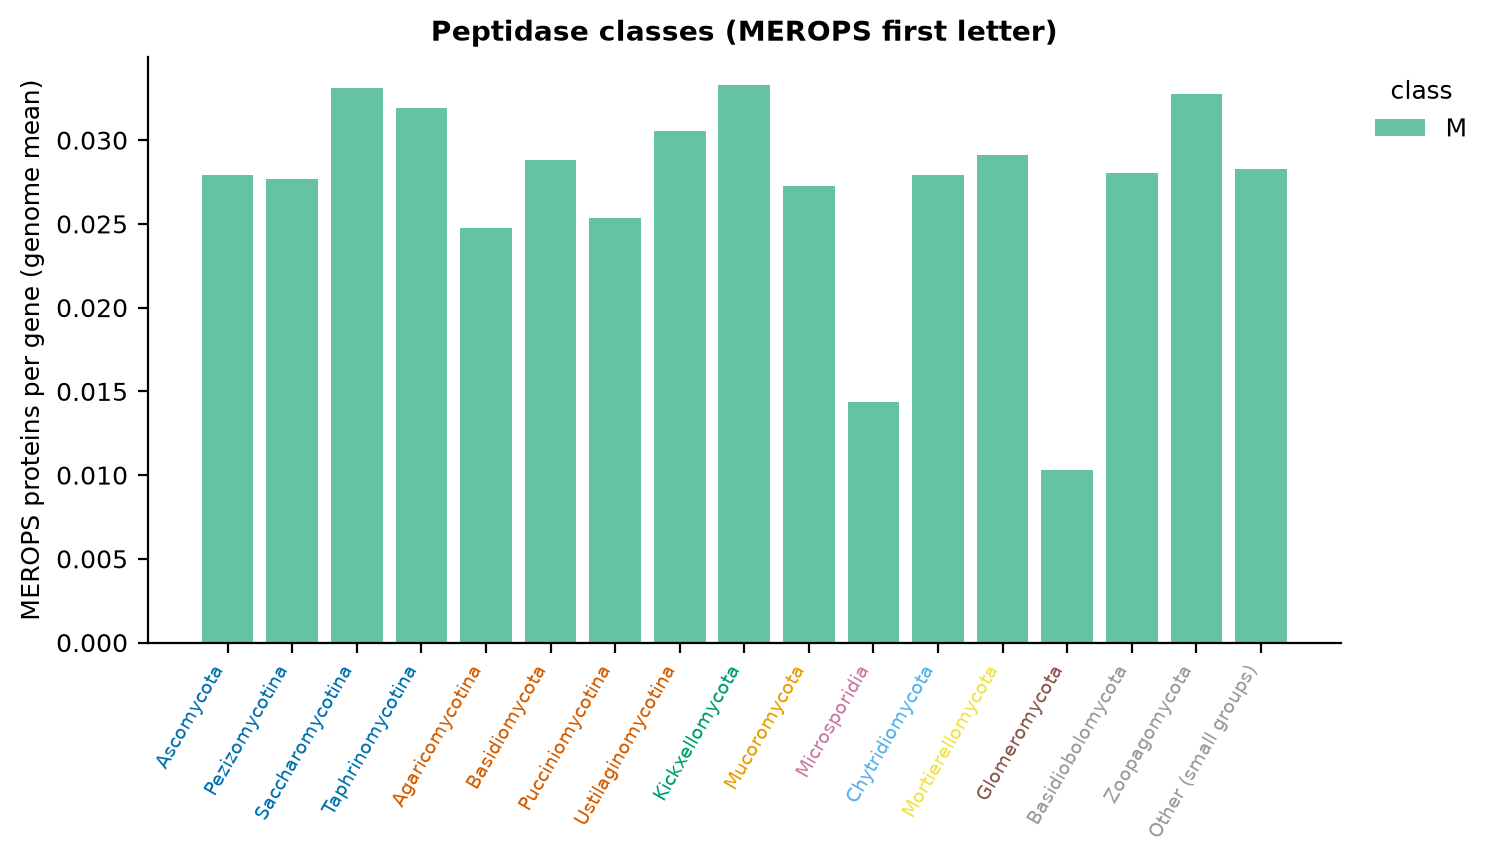 Peptidase classes (MEROPS first letter)
MEROPS proteins per gene (genome mean)
0.030
0.025
0.020
0.015
0.010
0.005
0.000
Ascomycota
Pezizomycotina
Saccharomycotina
Taphrinomycotina
Agaricomycotina
Basidiomycota
Pucciniomycotina
Ustilaginomycotina
Kickxellomycota
Mucoromycota
Microsporidia
Chytridiomycota
Mortierellomycota
Glomeromycota
Basidiobolomycota
Zoopagomycota
Other (small groups)
class
M